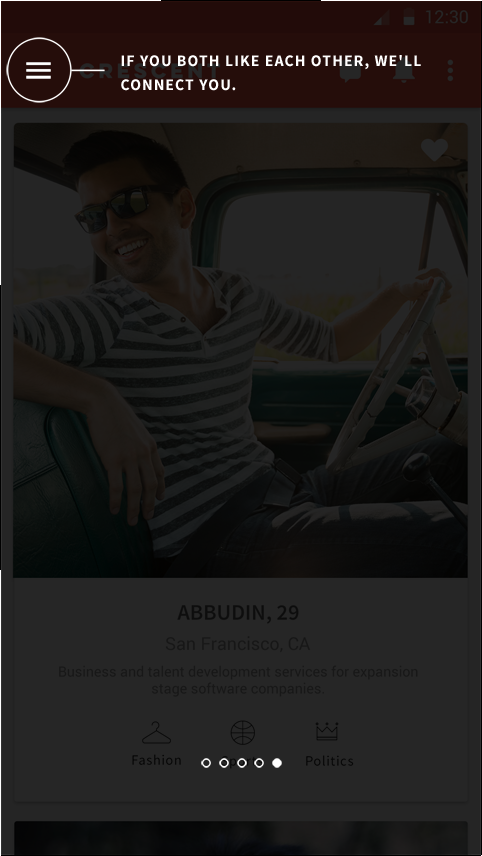 12:30
CRESCENT
IF YOU BOTH LIKE EACH OTHER, WE'LL
CONNECT YOU.
ABBUDIN, 29
San Francisco, CA
Business and talent development services for expansion
stage software companies.
Fashion
Politics